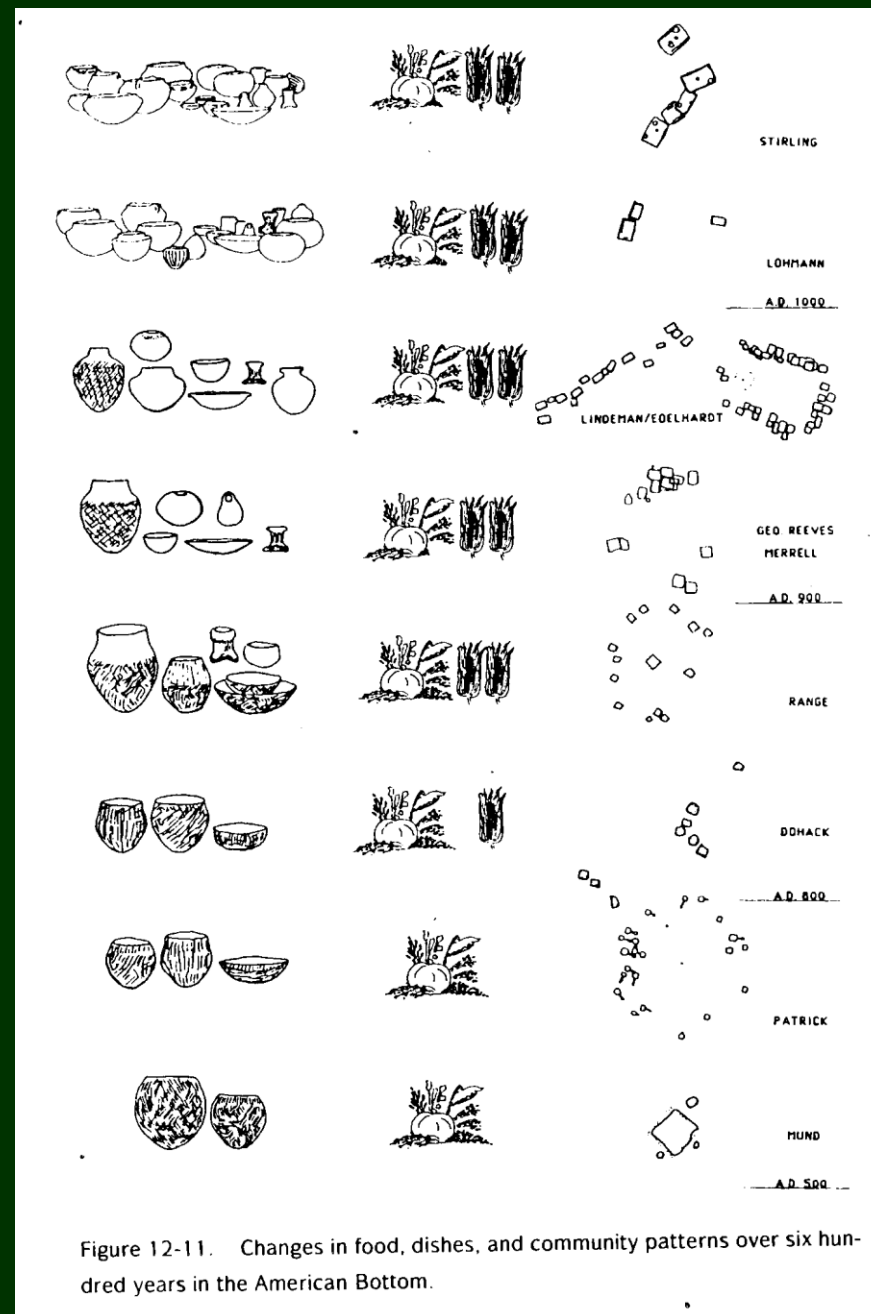 STIRLING
LOHMANN
A.D. 1000
LINDEMAN/EDELHARDT
GEO. REEVES
MERRELL
A.D. 900
RANGE
DOHACK
A.D. 800
PATRICK
MUND
A.D. 500
Figure 12-11. Changes in food, dishes, and community patterns over six hun-
dred years in the American Bottom.